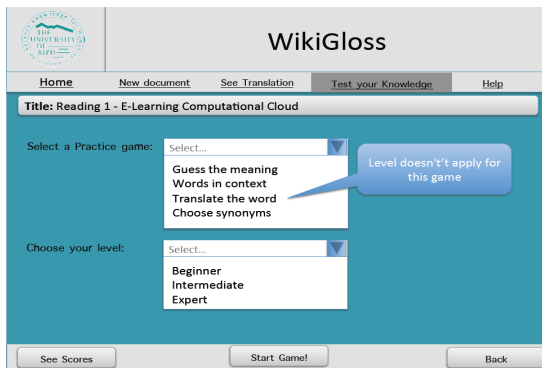 Knowledge for
THE
UNIVERSITY
OF
AIZU
WikiGloss
Home New document See Translation Test your Knowledge Help
Title: Reading 1 - E-Learning Computational Cloud
Select a Practice game: Select...
Guess the meaning
Words in context
Translate the word
Choose synonyms
Level doesn't't apply for
this game
Choose your level: Select...
Beginner
Intermediate
Expert
See Scores Start Game! Back